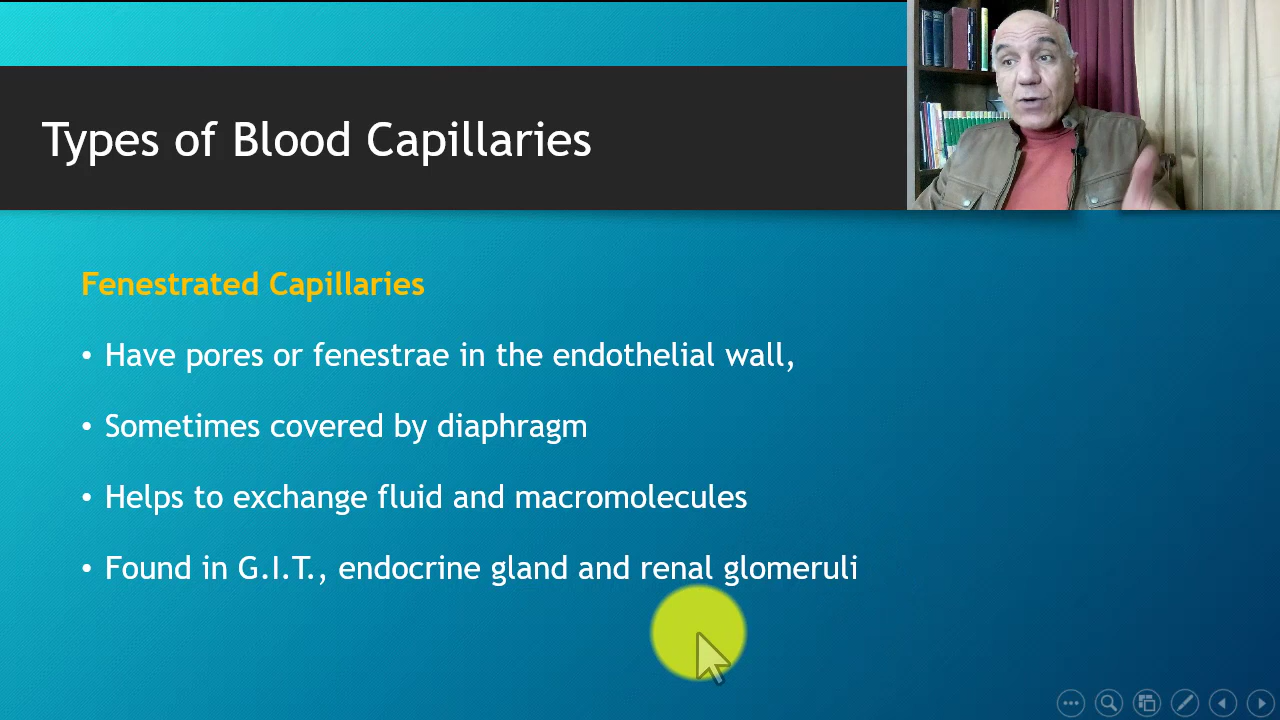 Types of Blood Capillaries
Fenestrated Capillaries
• Have pores or fenestrae in the endothelial wall,
• Sometimes covered by diaphragm
• Helps to exchange fluid and macromolecules
• Found in G.I.T., endocrine gland and renal glomeruli